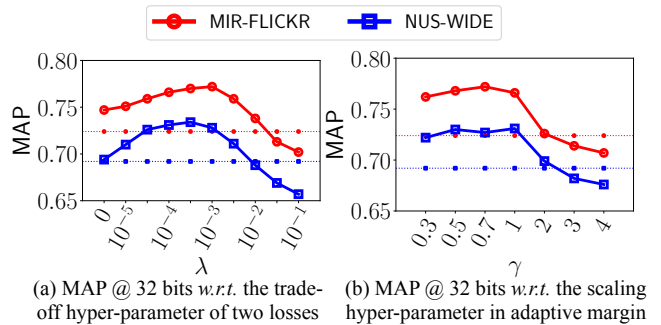 MIR-FLICKR NUS-WIDE
0.80
0.75
0.70
0.65
MAP
0 10⁻⁵ 10⁻⁴ 10⁻³ 10⁻² 10⁻¹
λ
(a) MAP @ 32 bits w.r.t. the trade-
off hyper-parameter of two losses
0.80
0.75
0.70
0.65
MAP
0.3 0.5 0.7 1 2 3 4
γ
(b) MAP @ 32 bits w.r.t. the scaling
hyper-parameter in adaptive margin